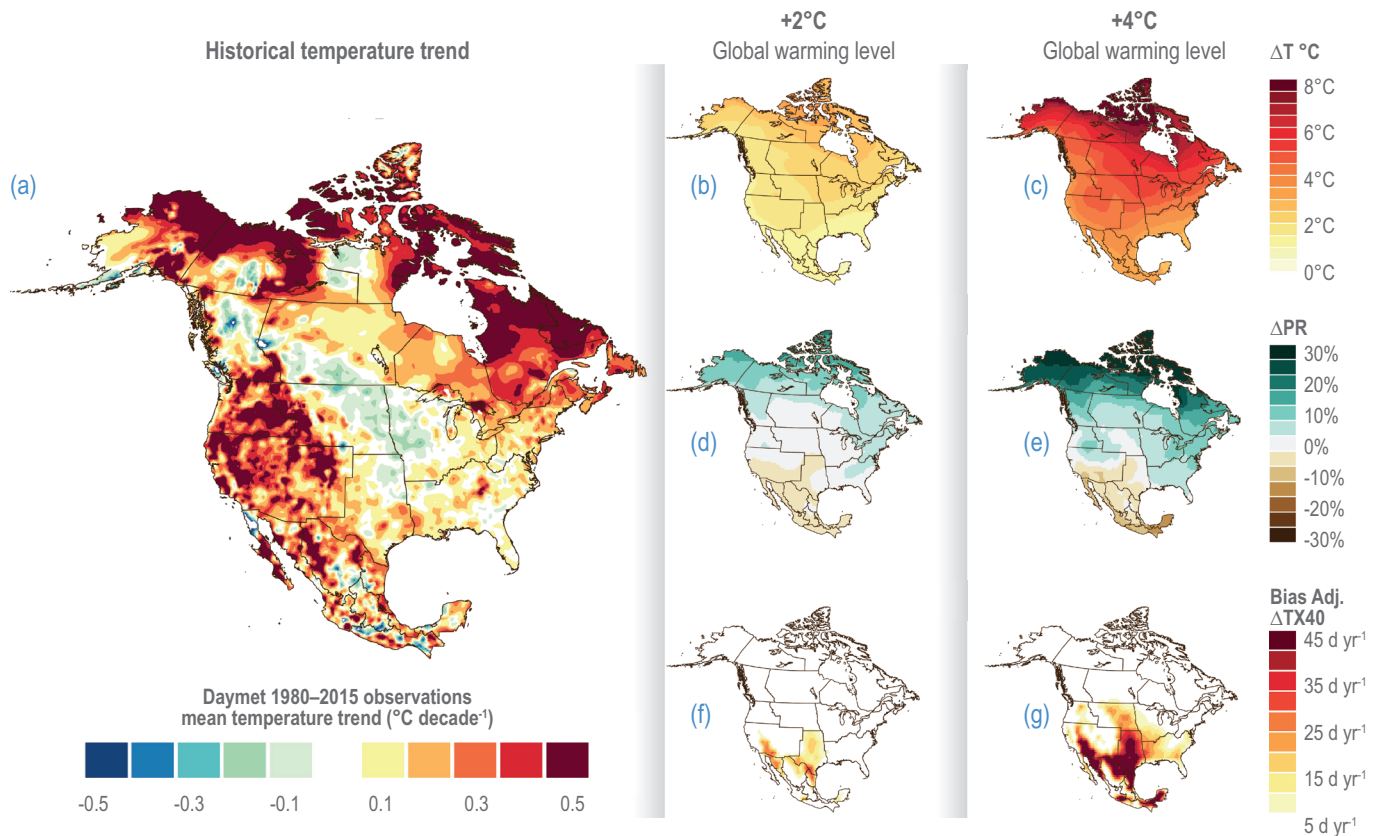 Historical temperature trend
+2°C
Global warming level
+4°C
Global warming level
(a)
(b)
(c)
ΔT °C
8°C
6°C
4°C
2°C
0°C
(d)
(e)
ΔPR
30%
20%
10%
0%
-10%
-20%
-30%
(f)
(g)
Bias Adj.
ΔTX40
45 d yr⁻¹
35 d yr⁻¹
25 d yr⁻¹
15 d yr⁻¹
5 d yr⁻¹
Daymet 1980–2015 observations
mean temperature trend (°C decade⁻¹)
-0.5 -0.3 -0.1 0.1 0.3 0.5